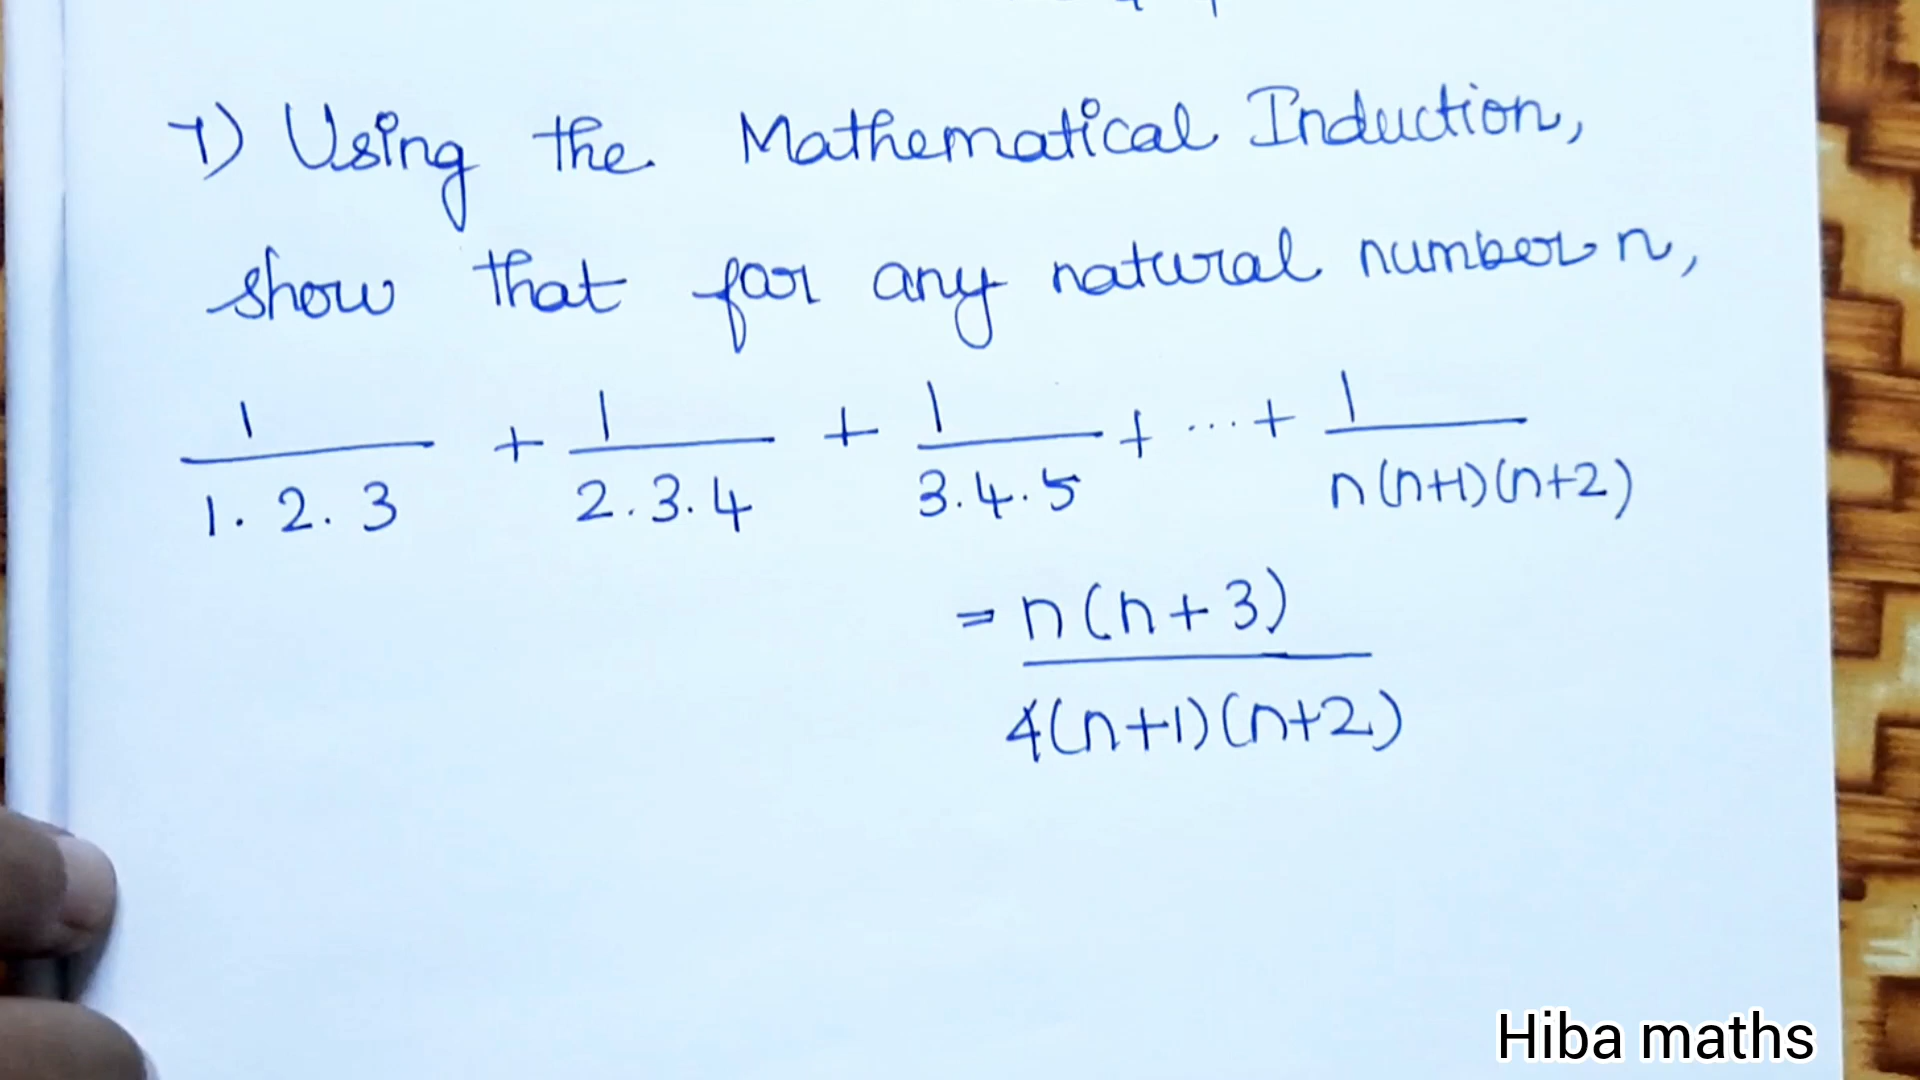 7) Using the Mathematical Induction,
show that for any natural number n,
1/1.2.3 + 1/2.3.4 + 1/3.4.5 + ... + 1/n(n+1)(n+2)
= n(n+3)/4(n+1)(n+2)
Hiba maths